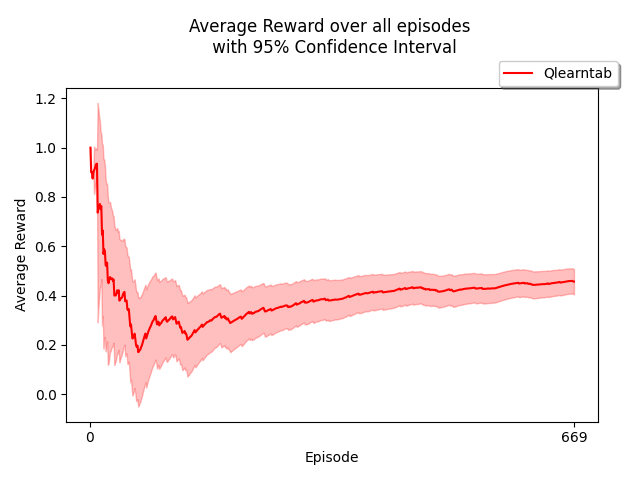 Average Reward over all episodes
with 95% Confidence Interval
Qlearntab
1.2
1.0
0.8
0.6
0.4
0.2
0.0
Average Reward
0
669
Episode